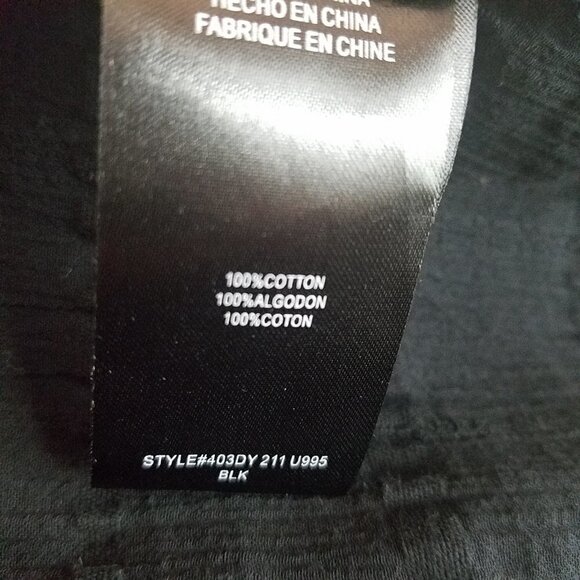 HECHO EN CHINA
FABRIQUE EN CHINE
100%COTTON
100%ALGODON
100%COTON
STYLE#403DY 211 U995
BLK